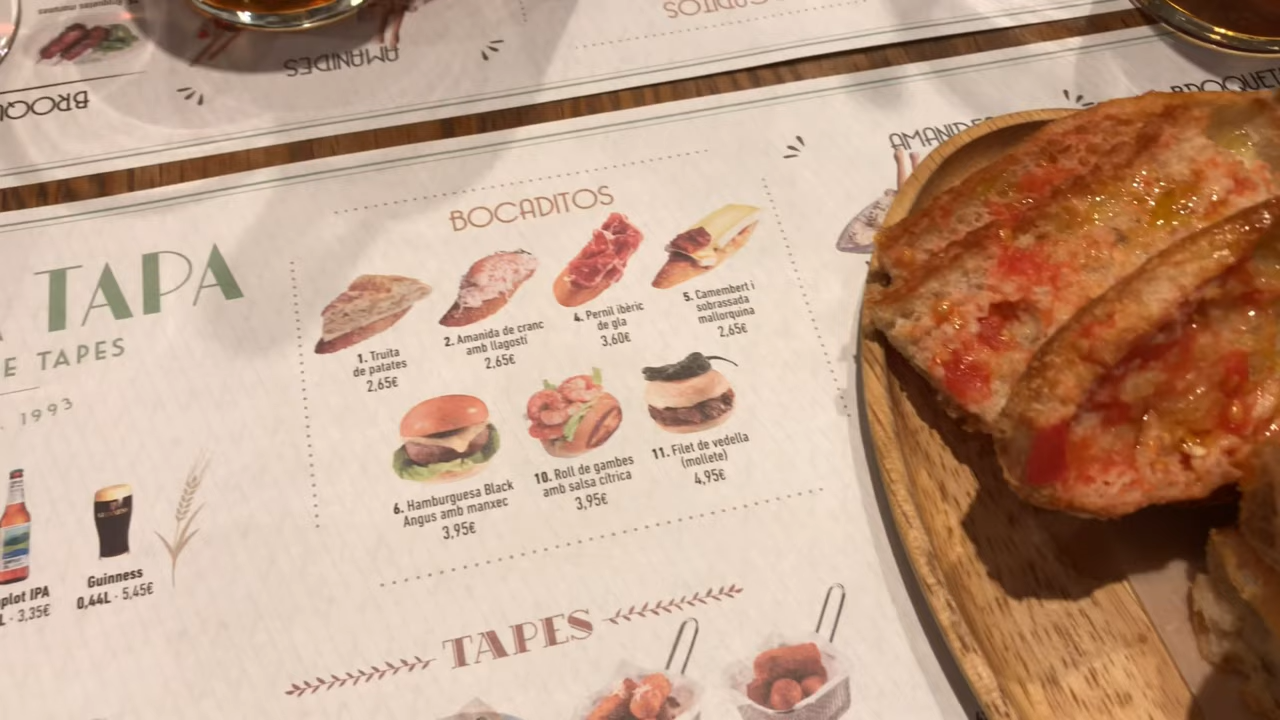 AMANDES
BROQU
TAPA
E TAPES
1993
BOCADITOS
1. Truita
de patates
2,65€
2. Amanida de cranc
amb llagostí
2,65€
4. Pernil ibèric
de gla
3,60€
5. Camembert i
sobrassada
mallorquina
2,65€
6. Hamburguesa Black
Angus amb manxec
3,95€
10. Roll de gambes
amb salsa cítrica
3,95€
11. Filet de vedella
(mollete)
4,95€
plot IPA
L · 3,35€
Guinness
0,44L · 5,45€
TAPES
AMANIDES
BROQUET